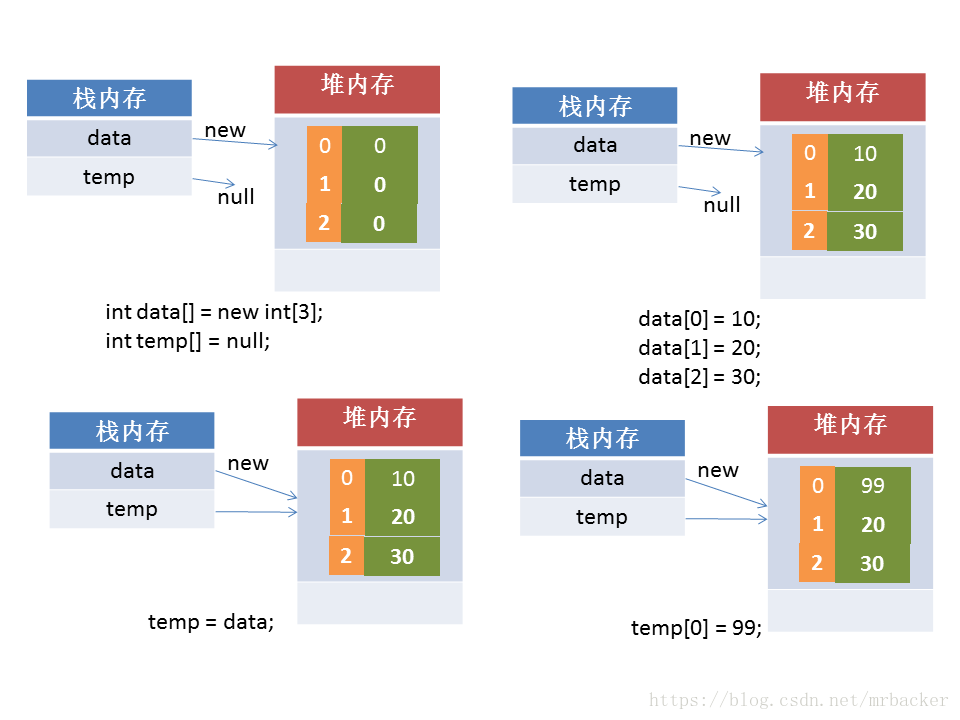 栈内存
data
temp
new
null
堆内存
0 0
1 0
2 0
int data[] = new int[3];
int temp[] = null;
栈内存
data
temp
new
null
堆内存
0 10
1 20
2 30
data[0] = 10;
data[1] = 20;
data[2] = 30;
栈内存
data
temp
new
堆内存
0 10
1 20
2 30
temp = data;
栈内存
data
temp
new
堆内存
0 99
1 20
2 30
temp[0] = 99;
https://blog.csdn.net/mrbacker